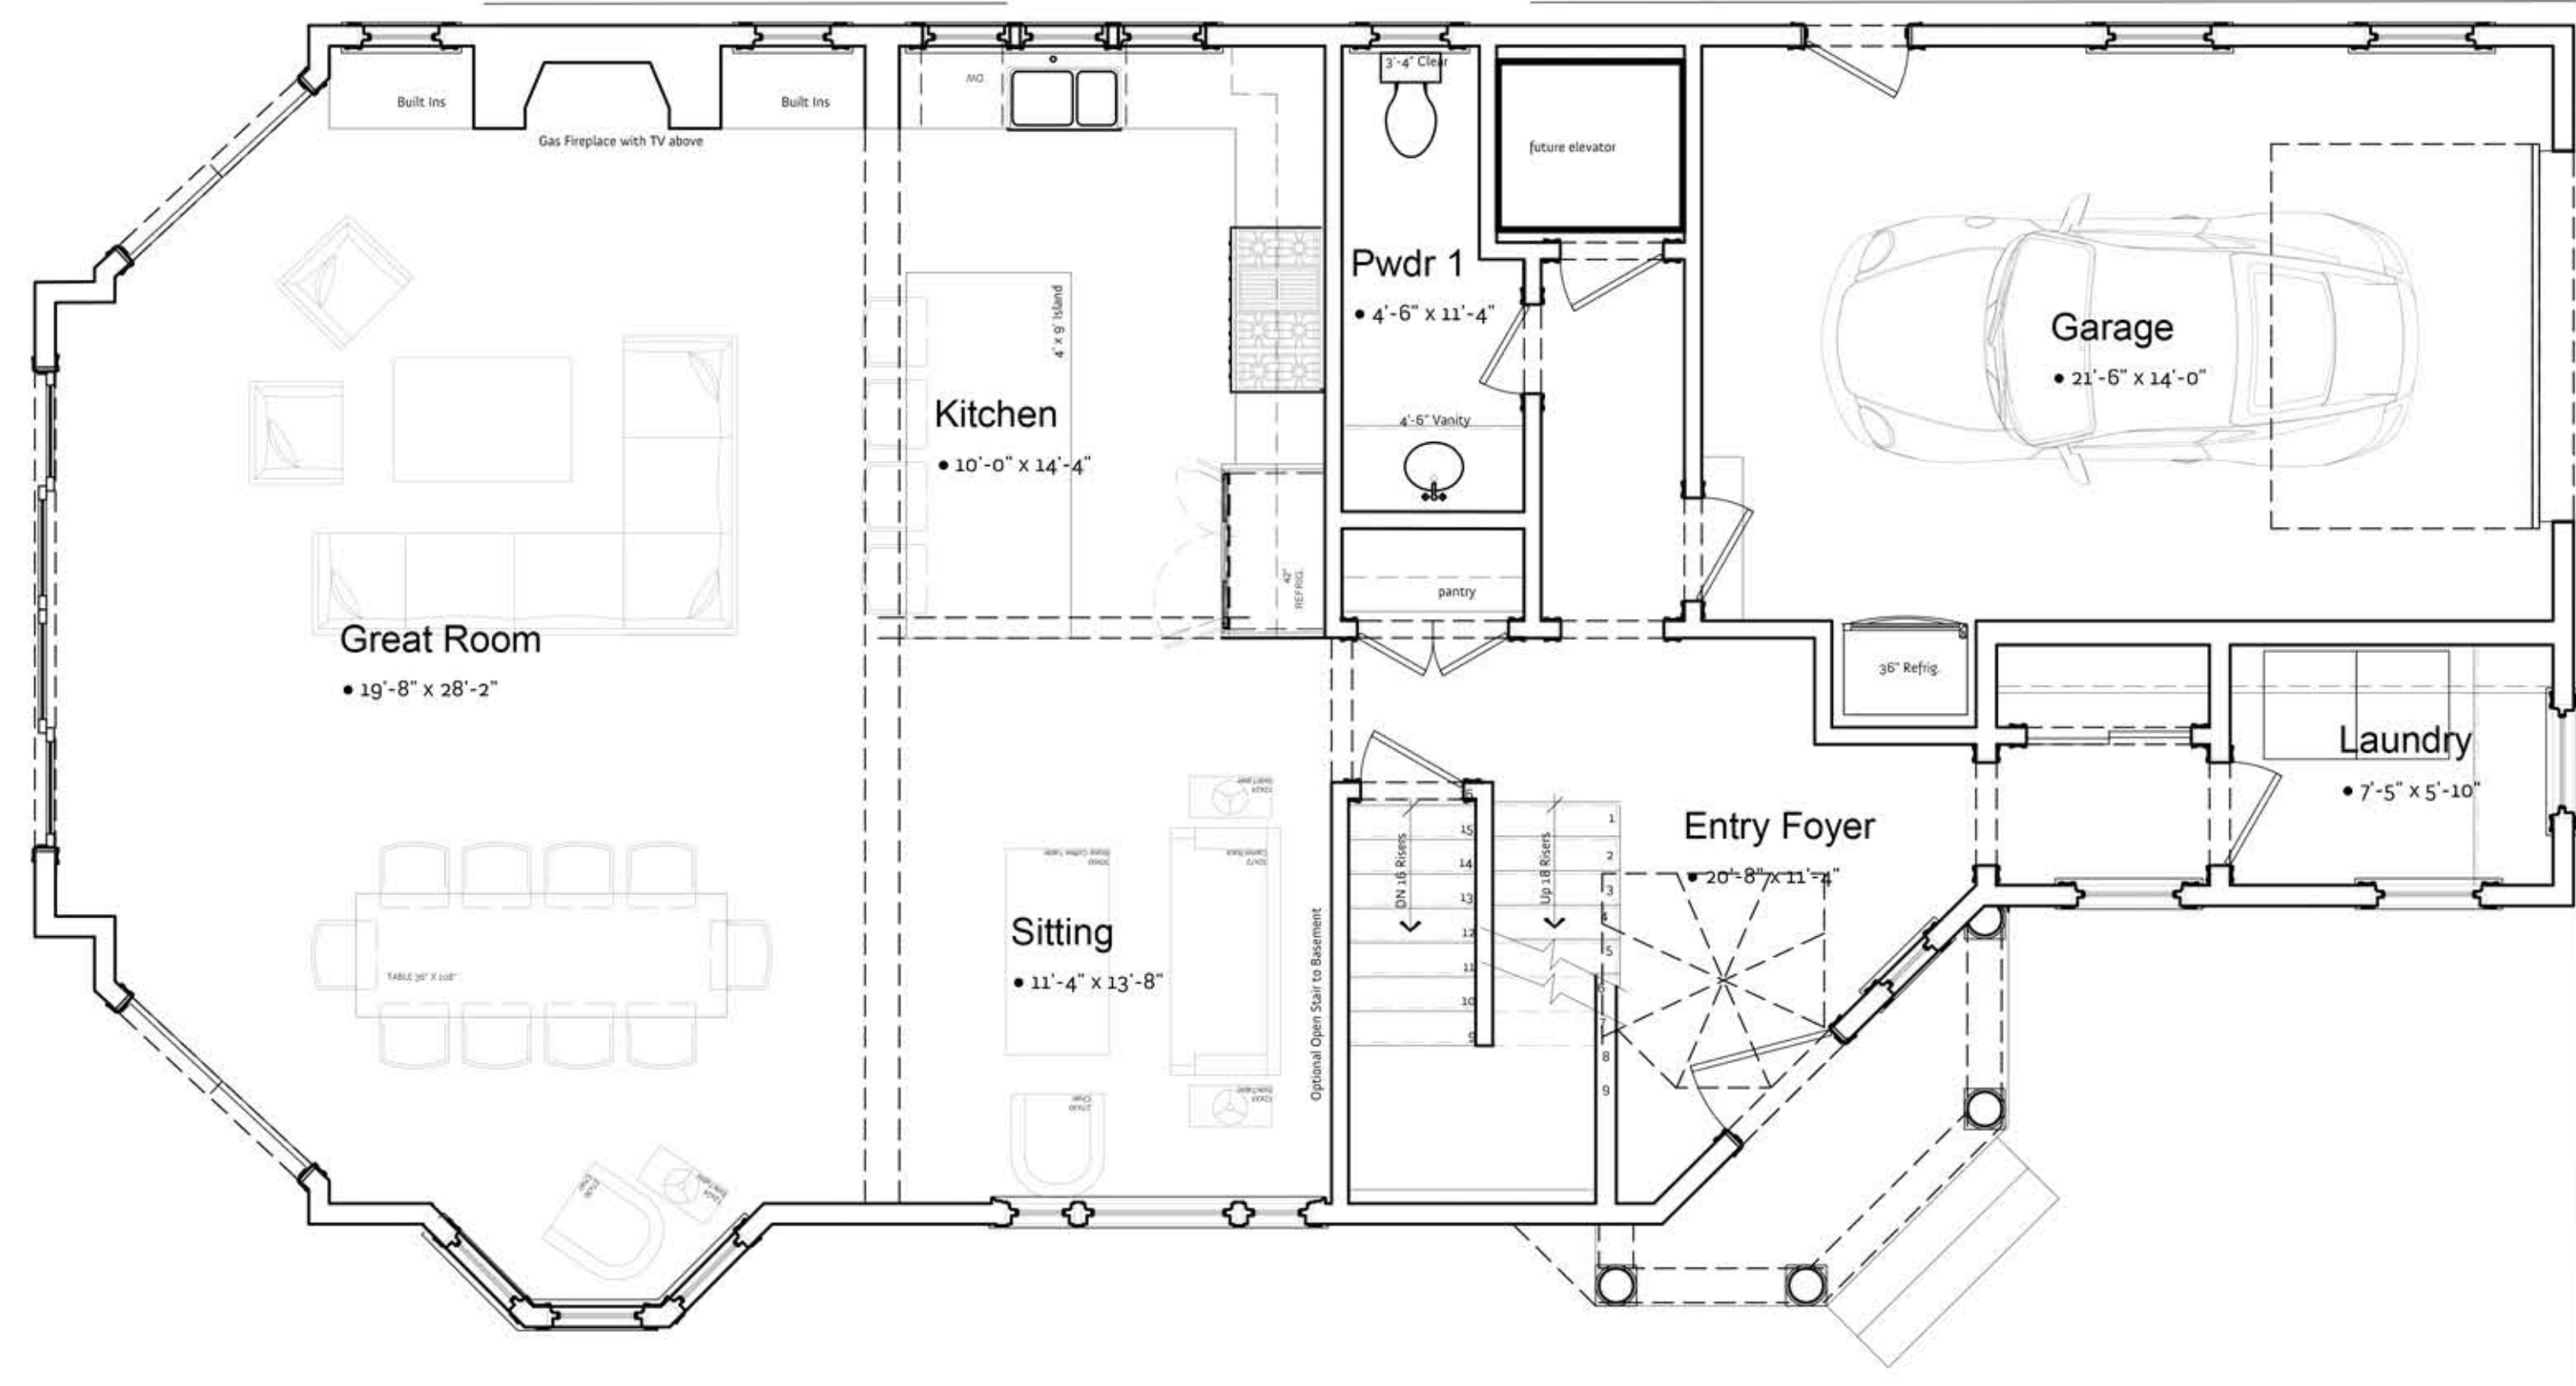 Built Ins
Gas Fireplace with TV above
Built Ins
DW
3'-4" Clear
future elevator
Pwdr 1
• 4'-6" x 11'-4"
4'-6" Vanity
4' x 9' Island
Kitchen
• 10'-0" x 14'-4"
42"
REFRIG.
pantry
Garage
• 21'-6" x 14'-0"
Great Room
• 19'-8" x 28'-2"
36" Refrig.
Laundry
• 7'-5" x 5'-10"
Entry Foyer
• 20'-8" x 11'-4"
Sitting
• 11'-4" x 13'-8"
TABLE 36" X 108"
Optional Open Stair to Basement
DN 16 Risers
Up 18 Risers
15
14
13
12
11
10
9
1
2
3
4
5
6
7
8
9